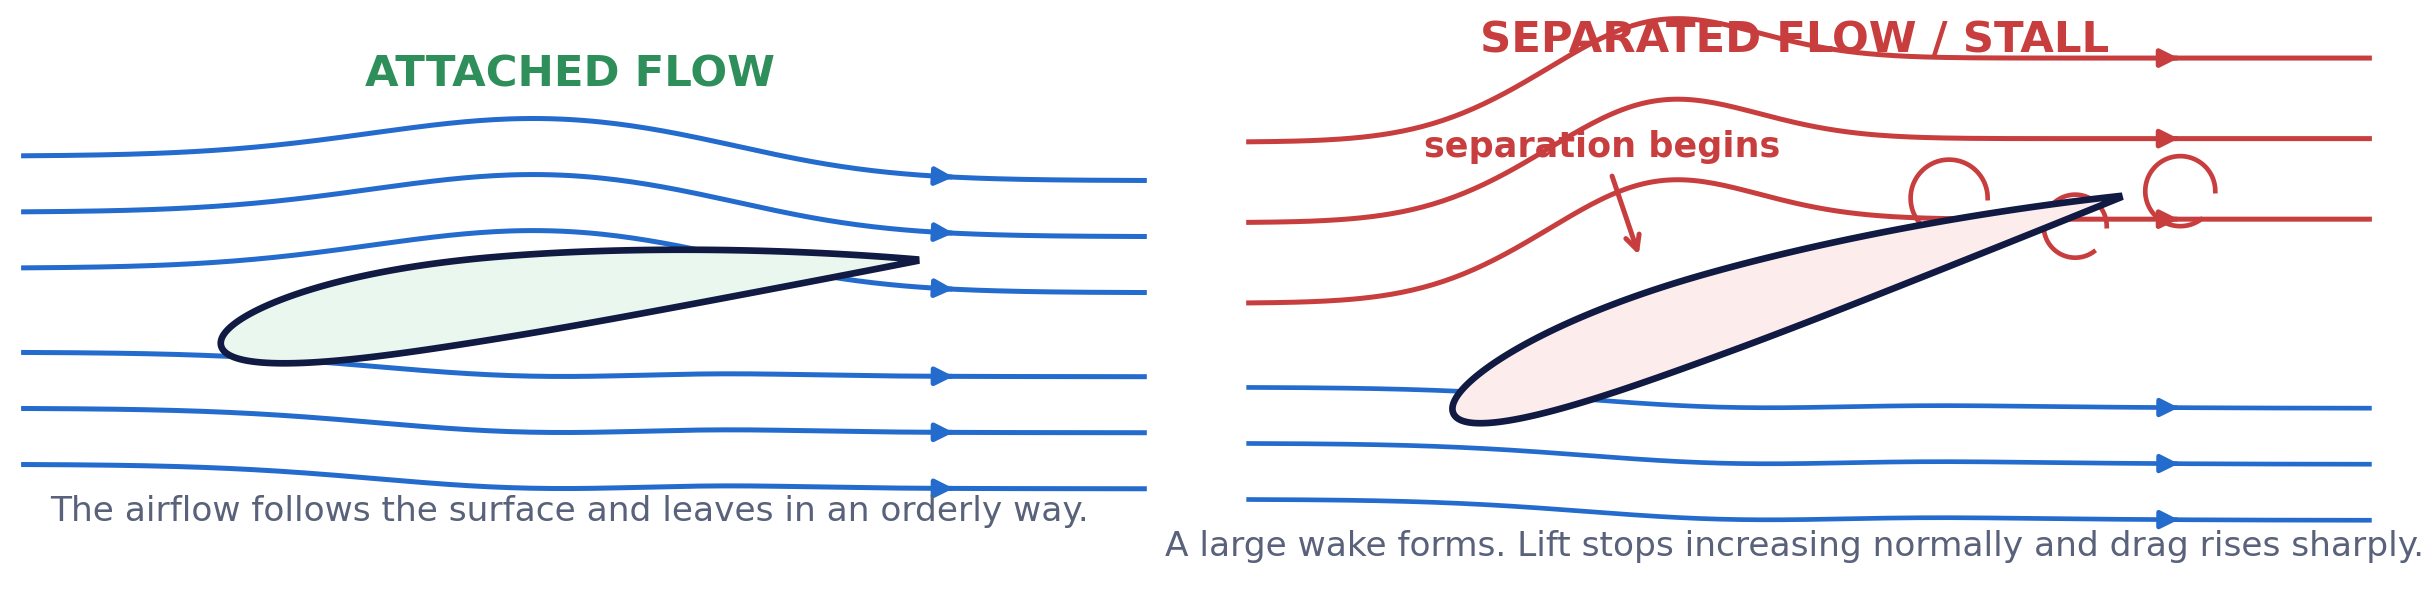 ATTACHED FLOW
The airflow follows the surface and leaves in an orderly way.
SEPARATED FLOW / STALL
separation begins
A large wake forms. Lift stops increasing normally and drag rises sharply.